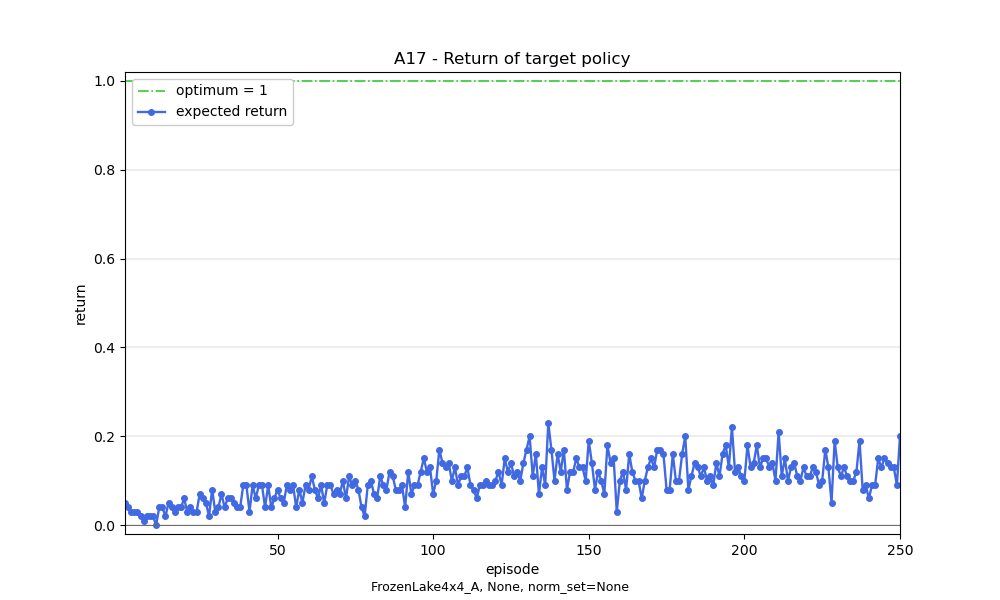 A17 - Return of target policy
optimum = 1
expected return
1.0
0.8
0.6
0.4
0.2
0.0
return
50
100
150
200
250
episode
FrozenLake4x4_A, None, norm_set=None